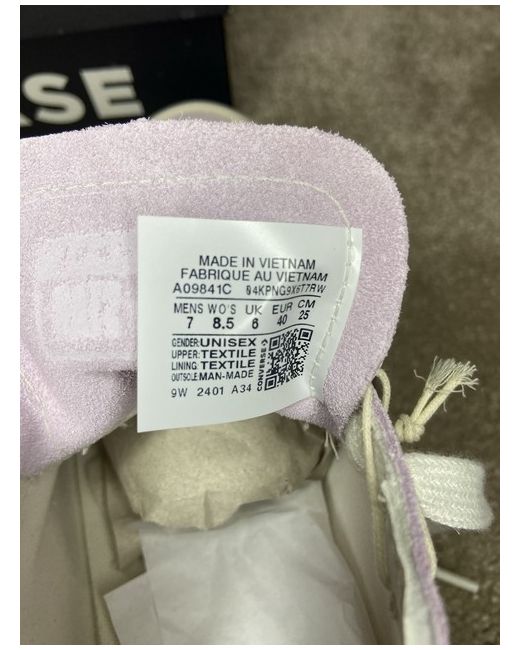 RSE
MADE IN VIETNAM
FABRIQUE AU VIETNAM
A09841C 04KPNG9X6T7RW
MENS WO'S UK EUR CM
7 8.5 6 40 25
GENDER: UNISEX
UPPER: TEXTILE
LINING: TEXTILE
OUTSOLE: MAN-MADE
CONVERSE
9W 2401 A34